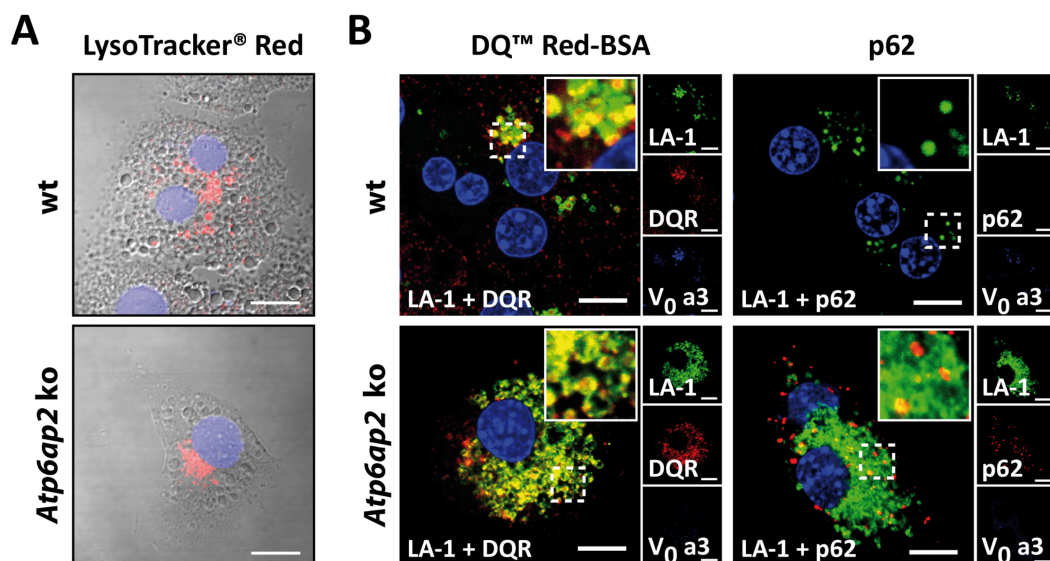 A
LysoTracker® Red
wt
Atp6ap2 ko
B
DQ™ Red-BSA
p62
wt
LA-1 + DQR
LA-1
DQR
V₀ a3
LA-1 + p62
LA-1
p62
V₀ a3
Atp6ap2 ko
LA-1 + DQR
LA-1
DQR
V₀ a3
LA-1 + p62
LA-1
p62
V₀ a3